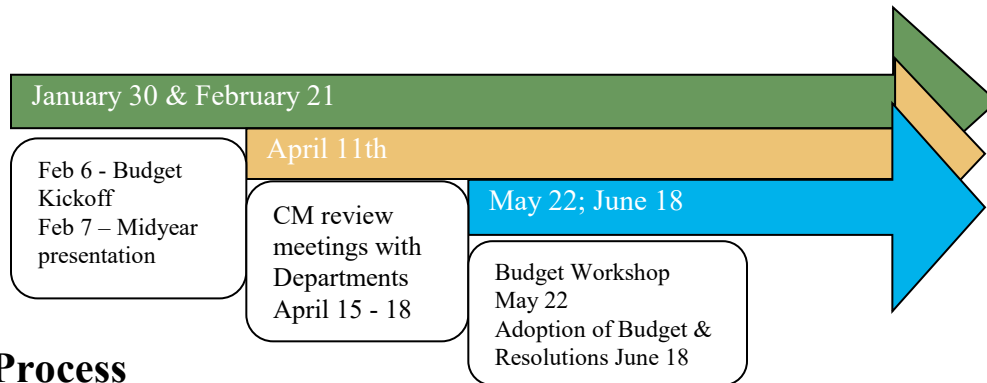 January 30 & February 21
Feb 6 - Budget
Kickoff
Feb 7 – Midyear
presentation
April 11th
CM review
meetings with
Departments
April 15 - 18
May 22; June 18
Budget Workshop
May 22
Adoption of Budget &
Resolutions June 18
Process